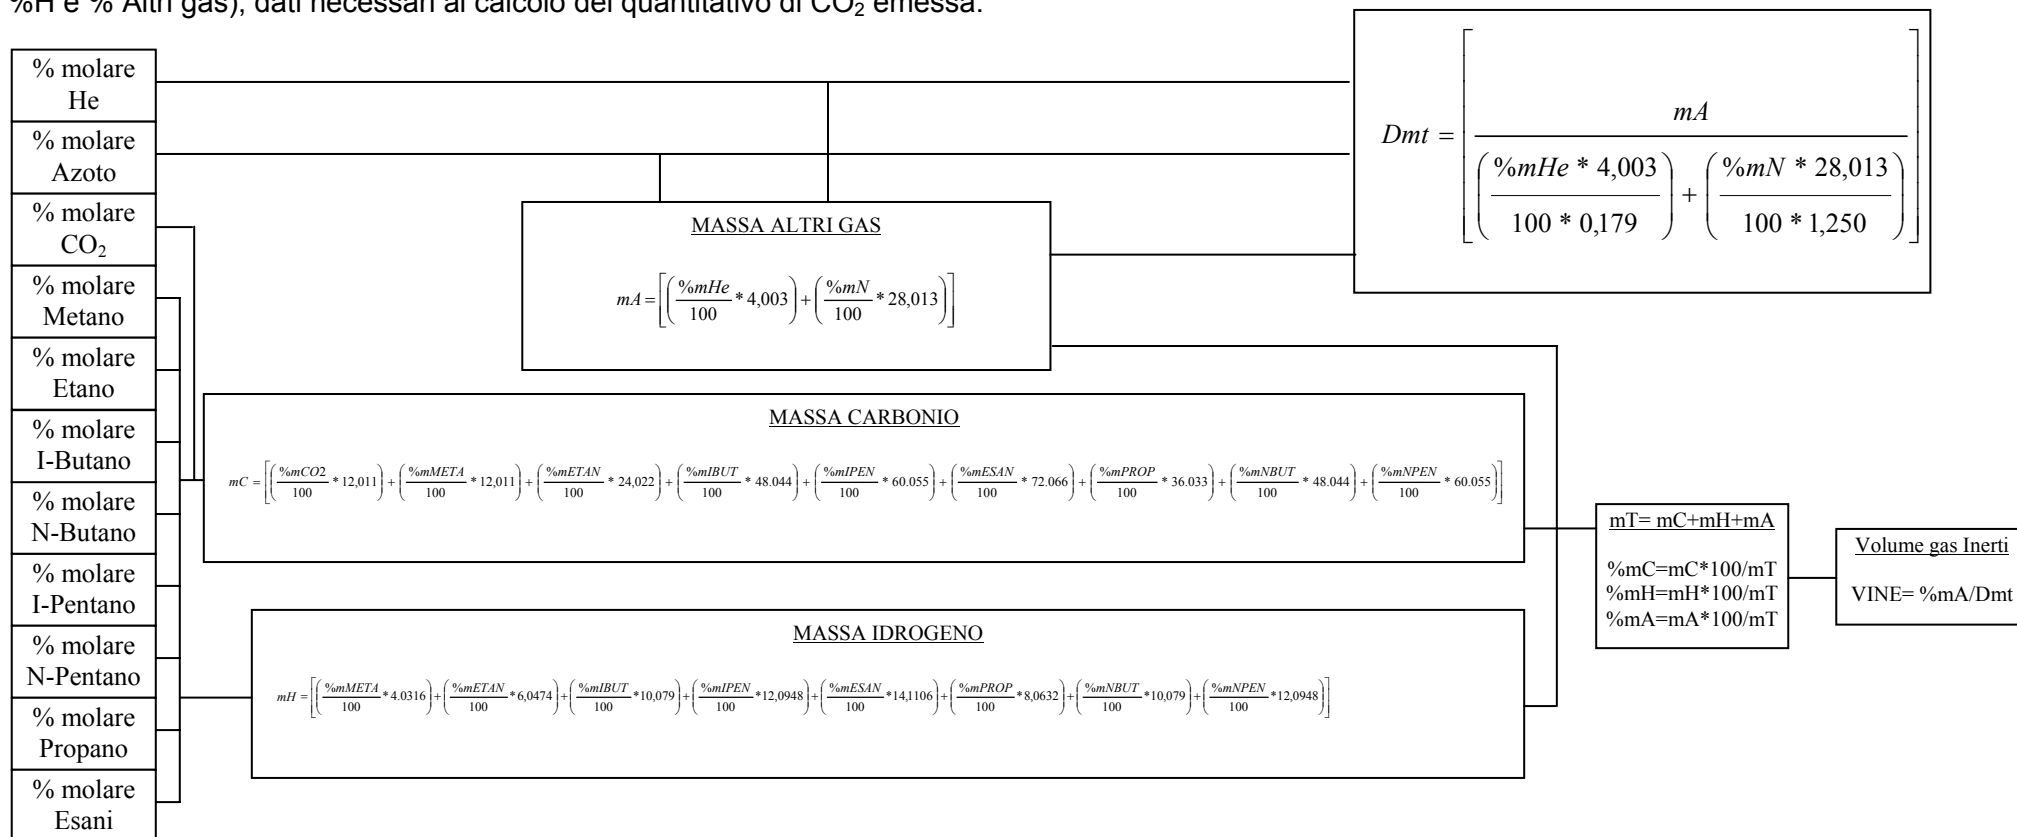 %H e % Altri gas), dati necessari al calcolo del quantitativo di CO₂ emessa.
% molare
He
% molare
Azoto
% molare
CO₂
% molare
Metano
% molare
Etano
% molare
I-Butano
% molare
N-Butano
% molare
I-Pentano
% molare
N-Pentano
% molare
Propano
% molare
Esani
Dmt = [ mA / ( (%mHe * 4,003 / 100 * 0,179) + (%mN * 28,013 / 100 * 1,250) ) ]
MASSA ALTRI GAS
mA = [ (%mHe/100 * 4,003) + (%mN/100 * 28,013) ]
MASSA CARBONIO
mC = [ (%mCO2/100 * 12,011) + (%mMETA/100 * 12,011) + (%mETAN/100 * 24,022) + (%mIBUT/100 * 48.044) + (%mIPEN/100 * 60.055) + (%mESAN/100 * 72.066) + (%mPROP/100 * 36.033) + (%mNBUT/100 * 48.044) + (%mNPEN/100 * 60.055) ]
MASSA IDROGENO
mH = [ (%mMETA/100 * 4.0316) + (%mETAN/100 * 6,0474) + (%mIBUT/100 * 10,079) + (%mIPEN/100 * 12,0948) + (%mESAN/100 * 14,1106) + (%mPROP/100 * 8,0632) + (%mNBUT/100 * 10,079) + (%mNPEN/100 * 12,0948) ]
mT= mC+mH+mA
%mC=mC*100/mT
%mH=mH*100/mT
%mA=mA*100/mT
Volume gas Inerti
VINE= %mA/Dmt